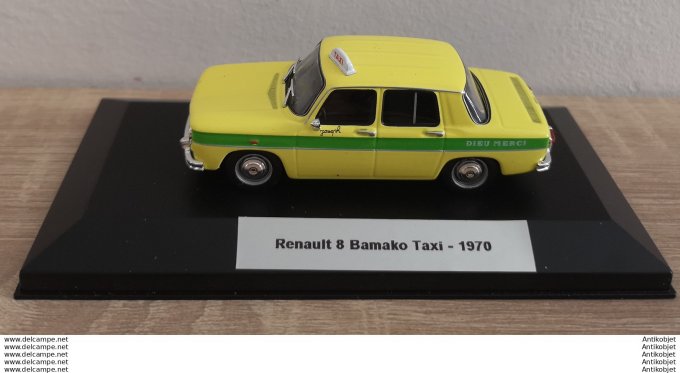 TAXI
DIEU MERCI
Renault 8 Bamako Taxi - 1970
www.delcampe.net Antikobjet
www.delcampe.net Antikobjet
www.delcampe.net Antikobjet
www.delcampe.net Antikobjet